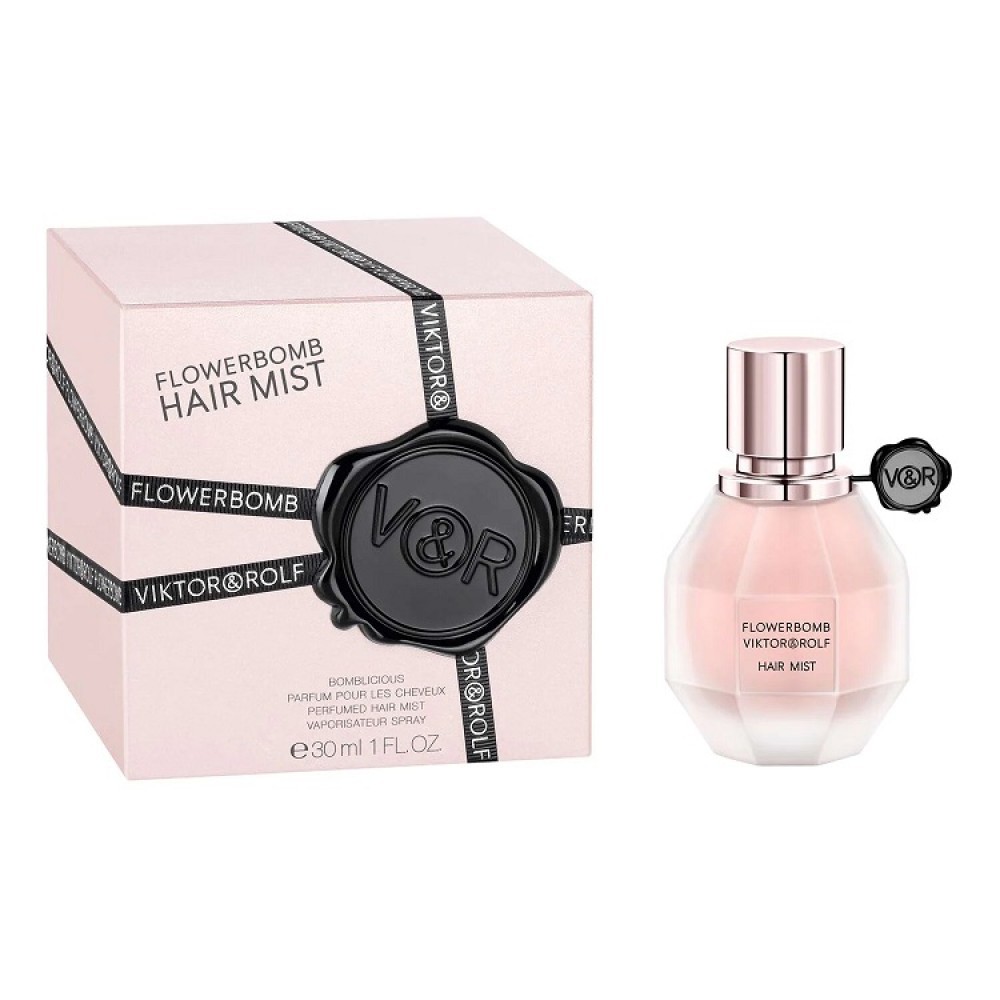 FLOWERBOMB
HAIR MIST
VIKTOR&
FLOWERBOMB
VIKTOR&ROLF
V&R
BOMBLICIOUS
PARFUM POUR LES CHEVEUX
PERFUMED HAIR MIST
VAPORISATEUR SPRAY
e 30 ml 1 FL. OZ.
OR&ROLF
V&R
FLOWERBOMB
VIKTOR&ROLF
HAIR MIST